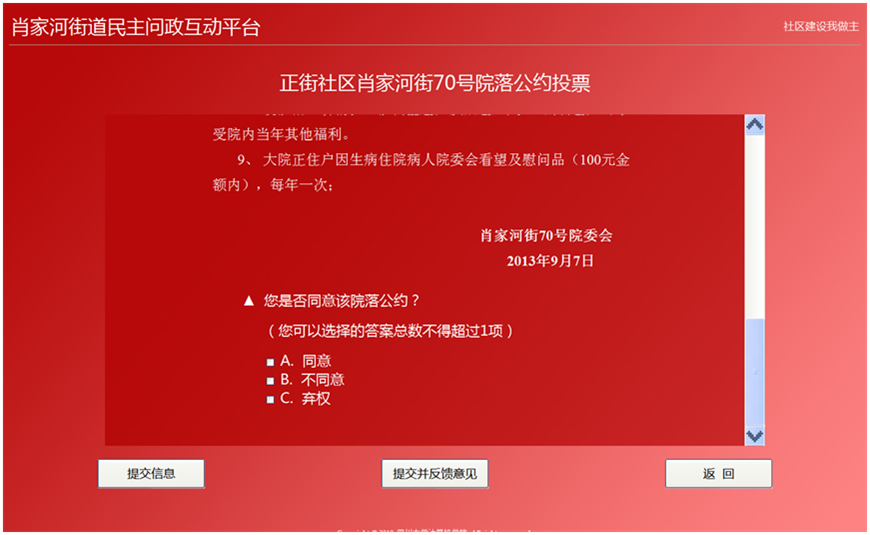 肖家河街道民主问政互动平台
社区建设我做主
正街社区肖家河街70号院落公约投票
受院内当年其他福利。
9、 大院正住户因生病住院病人院委会看望及慰问品（100元金
额内），每年一次;
肖家河街70号院委会
2013年9月7日
▲ 您是否同意该院落公约？
（您可以选择的答案总数不得超过1项）
A. 同意
B. 不同意
C. 弃权
提交信息
提交并反馈意见
返 回